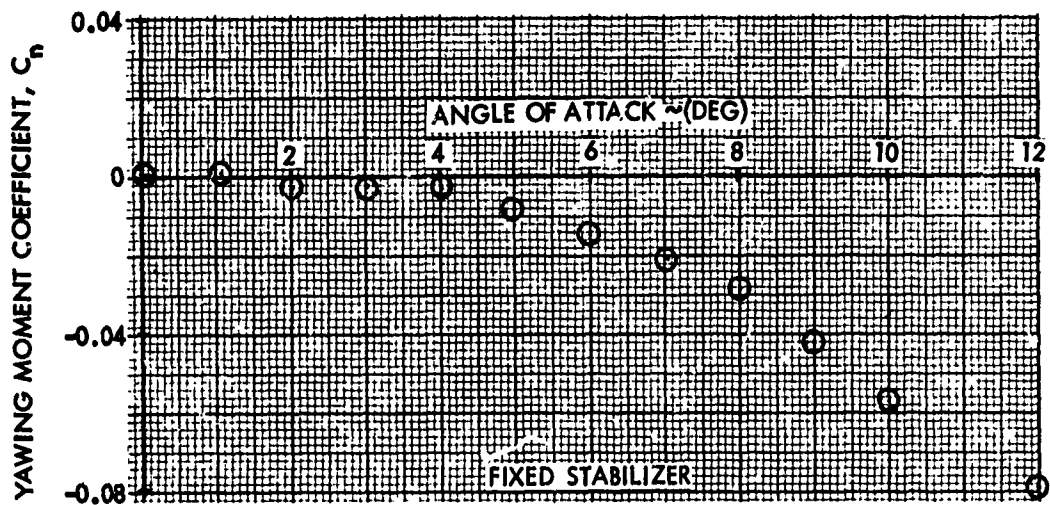 YAWING MOMENT COEFFICIENT, Cn
0.04
0
-0.04
-0.08
ANGLE OF ATTACK ~(DEG)
2 4 6 8 10 12
FIXED STABILIZER